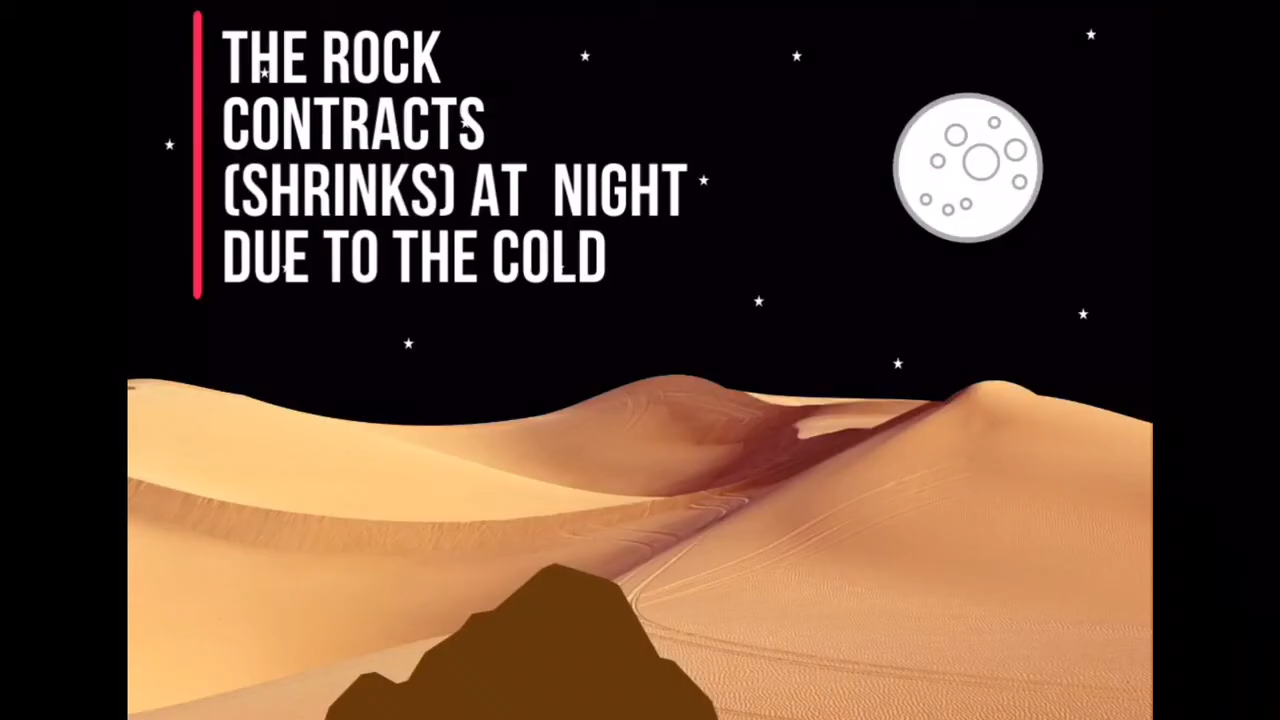 THE ROCK
CONTRACTS
(SHRINKS) AT NIGHT
DUE TO THE COLD